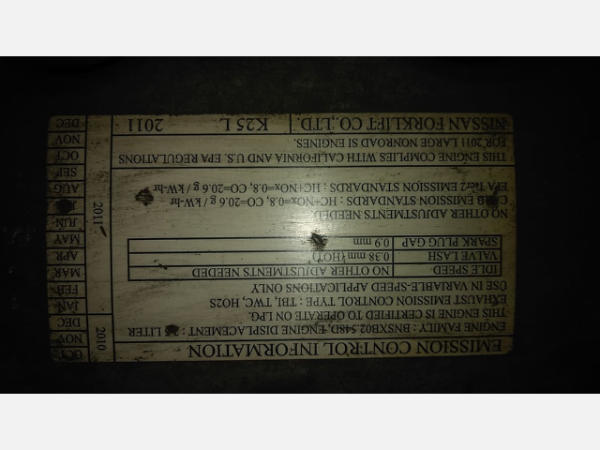 EMISSION CONTROL INFORMATION
ENGINE FAMILY : BNSXB02.54BD, ENGINE DISPLACEMENT : LITER
THIS ENGINE IS CERTIFIED TO OPERATE ON LPG.
EXHAUST EMISSION CONTROL TYPE : TBI, TWC, HO2S
USE IN VARIABLE-SPEED APPLICATIONS ONLY
IDLE SPEED NO OTHER ADJUSTMENTS NEEDED
VALVE LASH 0.38 mm (HOT)
SPARK PLUG GAP 0.9 mm
NO OTHER ADJUSTMENTS NEEDED
EMISSION STANDARDS : HC+NOx-0.8, CO-20.6 g / kW-hr
EPA Tier2 EMISSION STANDARDS : HC+NOx-0.8, CO-20.6 g / kW-hr
THIS ENGINE COMPLIES WITH CALIFORNIA AND U.S. EPA REGULATIONS
FOR 2011 LARGE NONROAD SI ENGINES.
NISSAN FORKLIFT CO.,LTD. K25 L 2011
2010
OCT
NOV
DEC
2011
JAN
FEB
MAR
APR
MAY
JUN
AUG
SEP
OCT
NOV
DEC